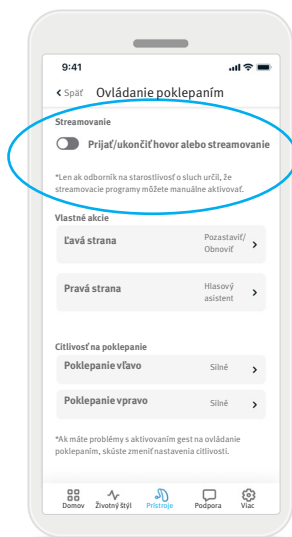 9:41
Späť Ovládanie poklepaním
Streamovanie
Prijať/ukončiť hovor alebo streamovanie
*Len ak odborník na starostlivosť o sluch určil, že
streamovacie programy môžete manuálne aktivovať.
Vlastné akcie
Ľavá strana
Pozastaviť/
Obnoviť
Pravá strana
Hlasový
asistent
Citlivosť na poklepanie
Poklepanie vľavo Silné
Poklepanie vpravo Silné
*Ak máte problémy s aktivovaním gest na ovládanie
poklepaním, skúste zmeniť nastavenia citlivosti.
Domov Životný štýl Prístroje Podpora Viac